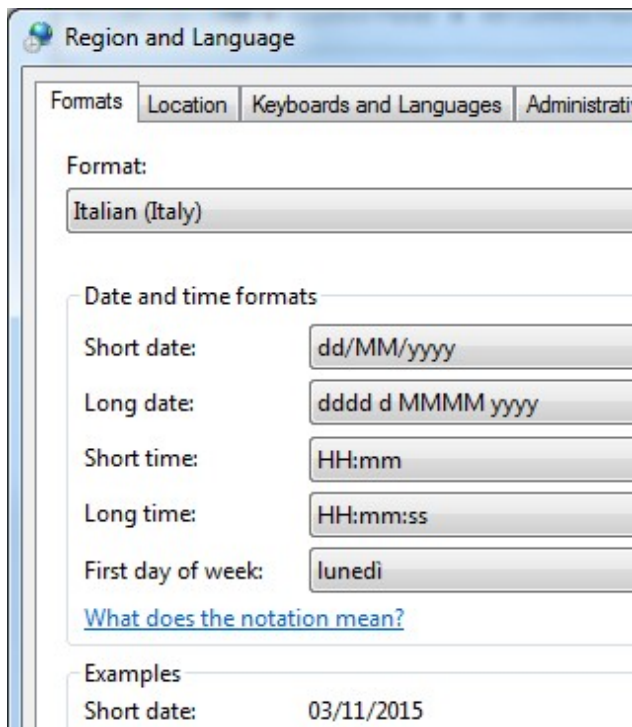 Region and Language
Formats Location Keyboards and Languages Administrati
Format:
Italian (Italy)
Date and time formats
Short date: dd/MM/yyyy
Long date: dddd d MMMM yyyy
Short time: HH:mm
Long time: HH:mm:ss
First day of week: lunedì
What does the notation mean?
Examples
Short date: 03/11/2015